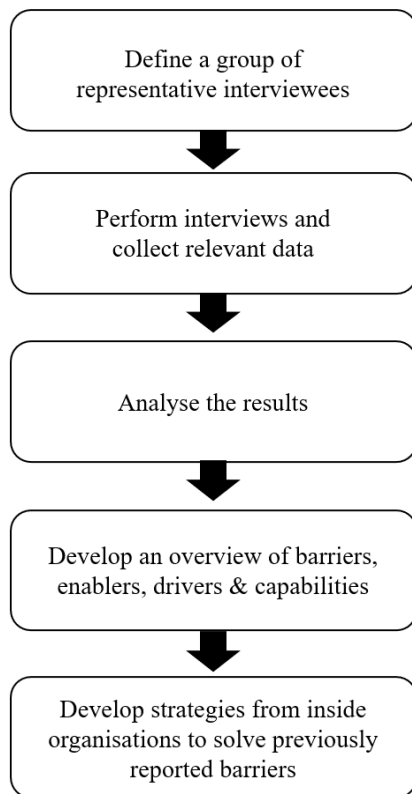 Define a group of
representative interviewees
Perform interviews and
collect relevant data
Analyse the results
Develop an overview of barriers,
enablers, drivers & capabilities
Develop strategies from inside
organisations to solve previously
reported barriers